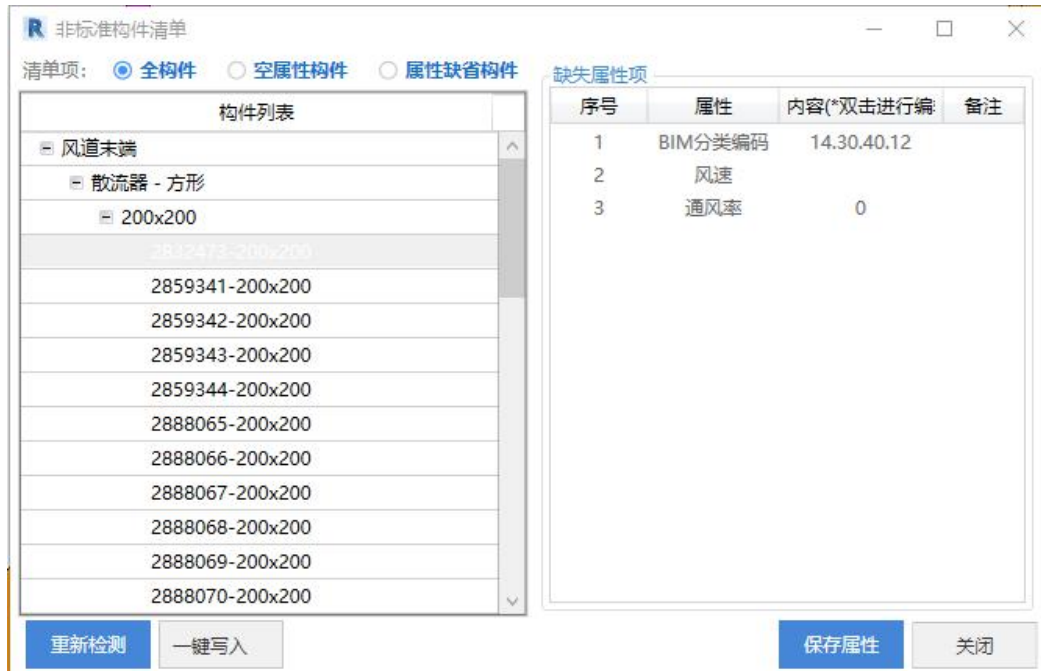 R 非标准构件清单
清单项: 全构件 空属性构件 属性缺省构件
构件列表
风道末端
散流器 - 方形
200x200
2832473-200x200
2859341-200x200
2859342-200x200
2859343-200x200
2859344-200x200
2888065-200x200
2888066-200x200
2888067-200x200
2888068-200x200
2888069-200x200
2888070-200x200
缺失属性项
序号 属性 内容(*双击进行编 备注
1 BIM分类编码 14.30.40.12
2 风速
3 通风率 0
重新检测 一键写入 保存属性 关闭